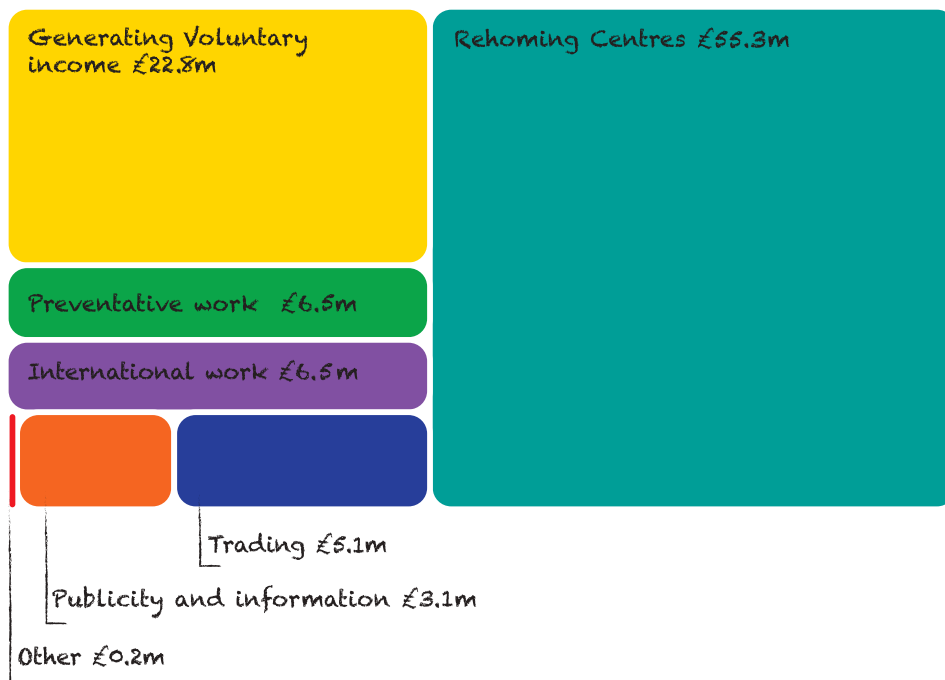 Generating Voluntary
income £22.8m
Rehoming Centres £55.3m
Preventative work £6.5m
International work £6.5m
Trading £5.1m
Publicity and information £3.1m
Other £0.2m